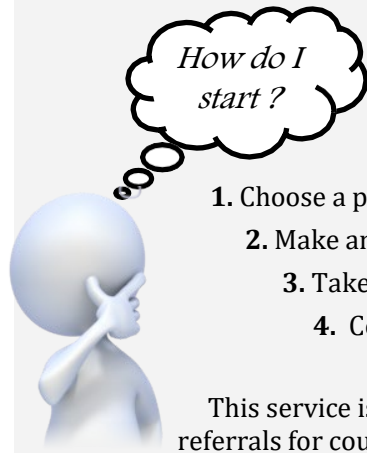 How do I
start ?
1. Choose a p
2. Make an
3. Take
4. Co
This service is
referrals for cou